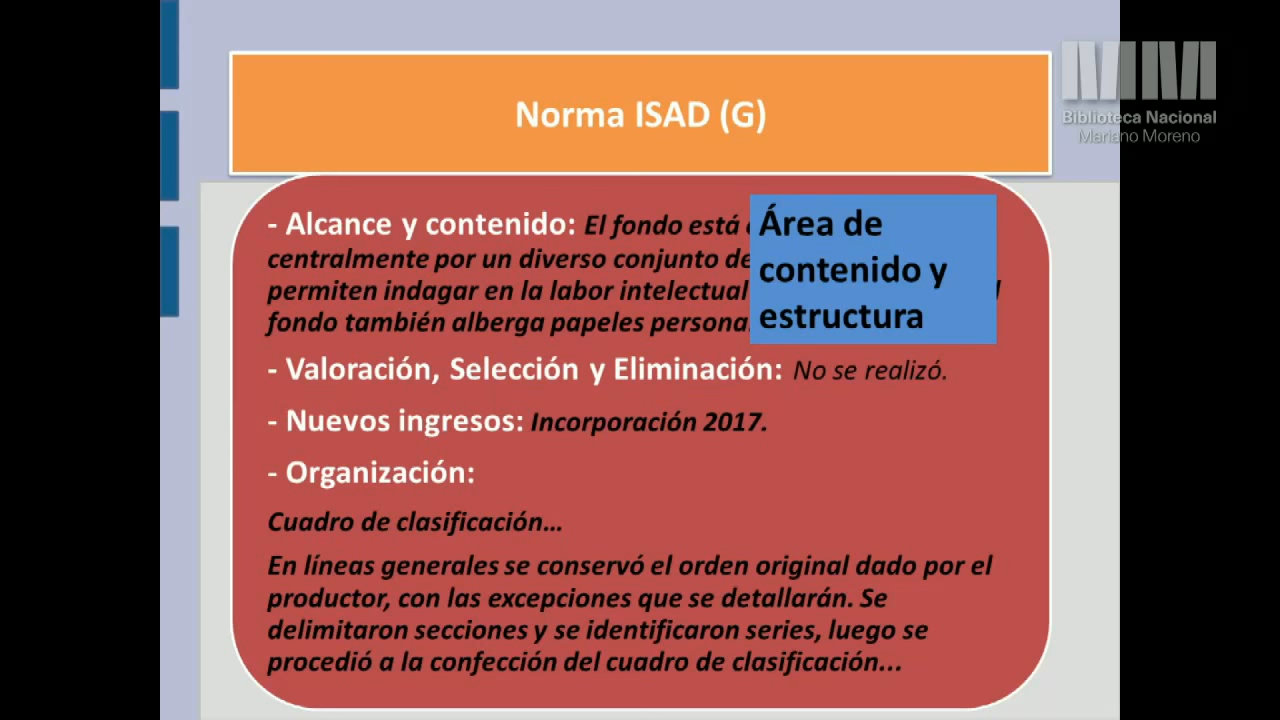 Norma ISAD (G)
Biblioteca Nacional
Mariano Moreno
- Alcance y contenido: El fondo está
centralmente por un diverso conjunto de
permiten indagar en la labor intelectual
fondo también alberga papeles
Área de
contenido y
estructura
- Valoración, Selección y Eliminación: No se realizó.
- Nuevos ingresos: Incorporación 2017.
- Organización:
Cuadro de clasificación...
En líneas generales se conservó el orden original dado por el
productor, con las excepciones que se detallarán. Se
delimitaron secciones y se identificaron series, luego se
procedió a la confección del cuadro de clasificación...